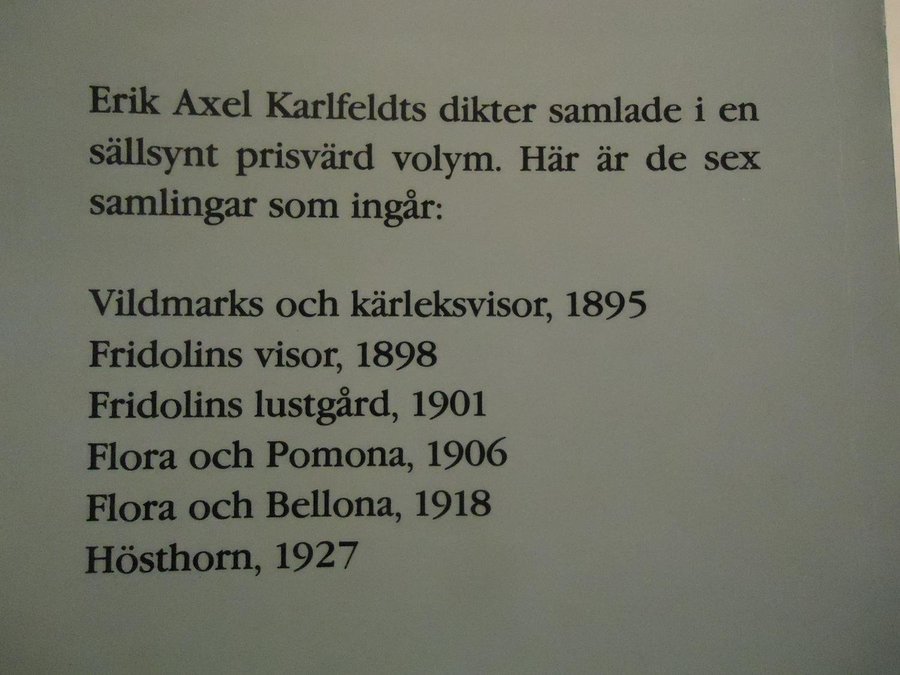 Erik Axel Karlfeldts dikter samlade i en
sällsynt prisvärd volym. Här är de sex
samlingar som ingår:
Vildmarks och kärleksvisor, 1895
Fridolins visor, 1898
Fridolins lustgård, 1901
Flora och Pomona, 1906
Flora och Bellona, 1918
Hösthorn, 1927